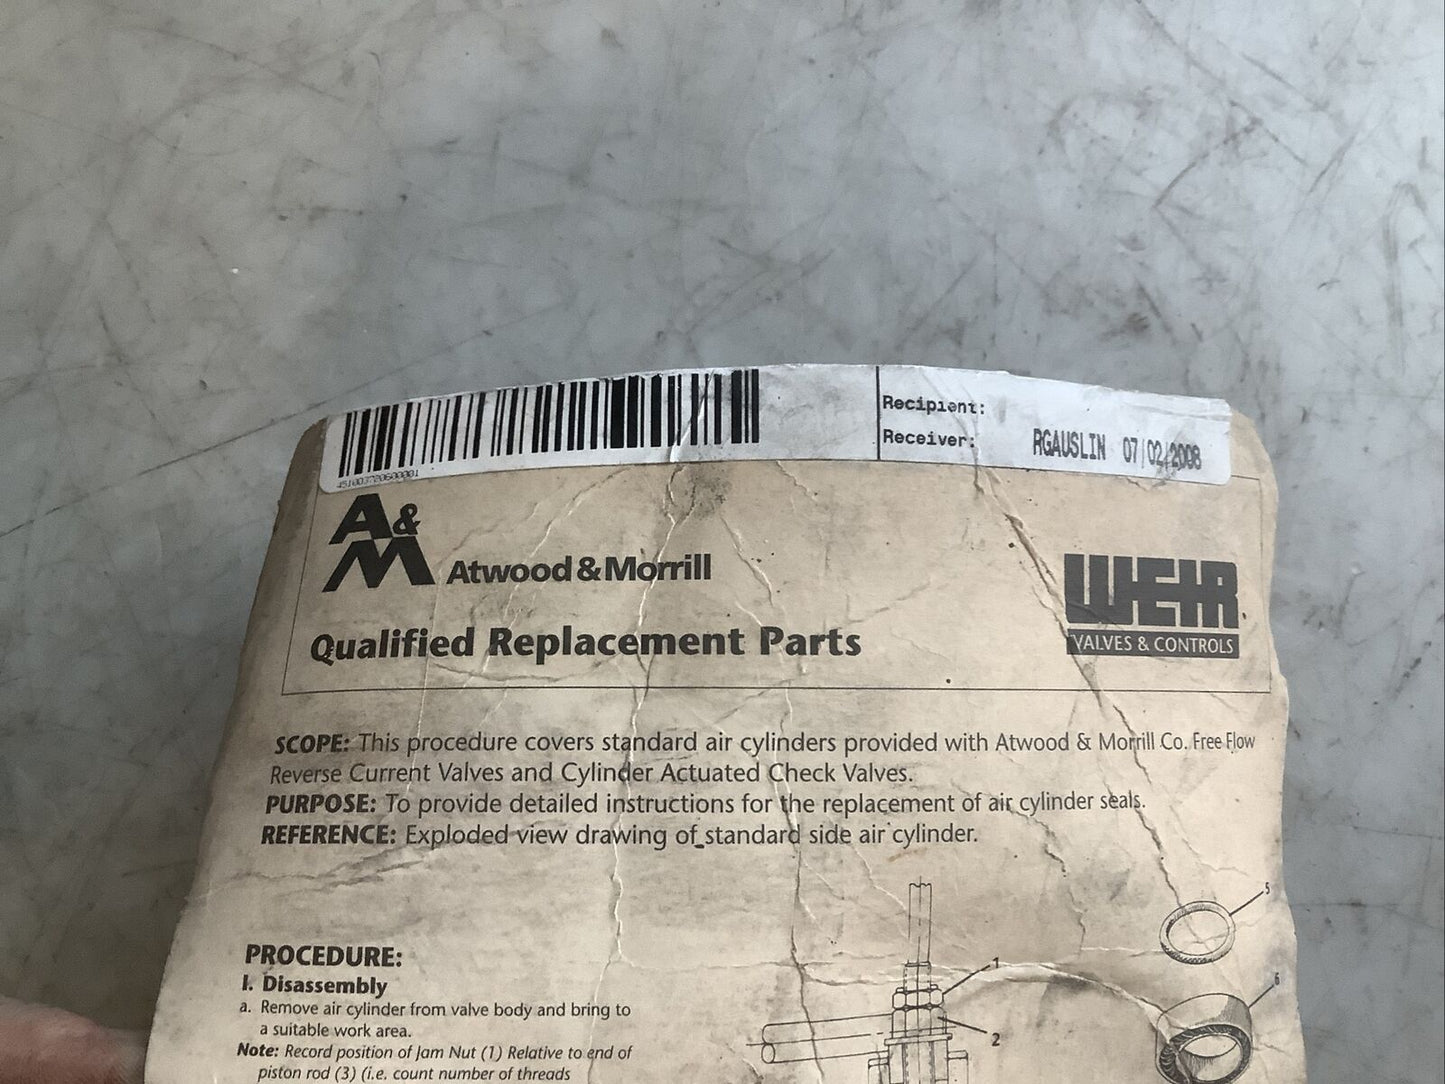 Recipient:
Receiver: RGAUSLIN 07/02/2008
A&M Atwood & Morrill
WEIR
VALVES & CONTROLS
Qualified Replacement Parts
SCOPE: This procedure covers standard air cylinders provided with Atwood & Morrill Co. Free Flow
Reverse Current Valves and Cylinder Actuated Check Valves.
PURPOSE: To provide detailed instructions for the replacement of air cylinder seals.
REFERENCE: Exploded view drawing of standard side air cylinder.
5
PROCEDURE:
I. Disassembly
a. Remove air cylinder from valve body and bring to
a suitable work area.
Note: Record position of Jam Nut (1) Relative to end of
piston rod (3) (i.e. count number of threads
1
6
2